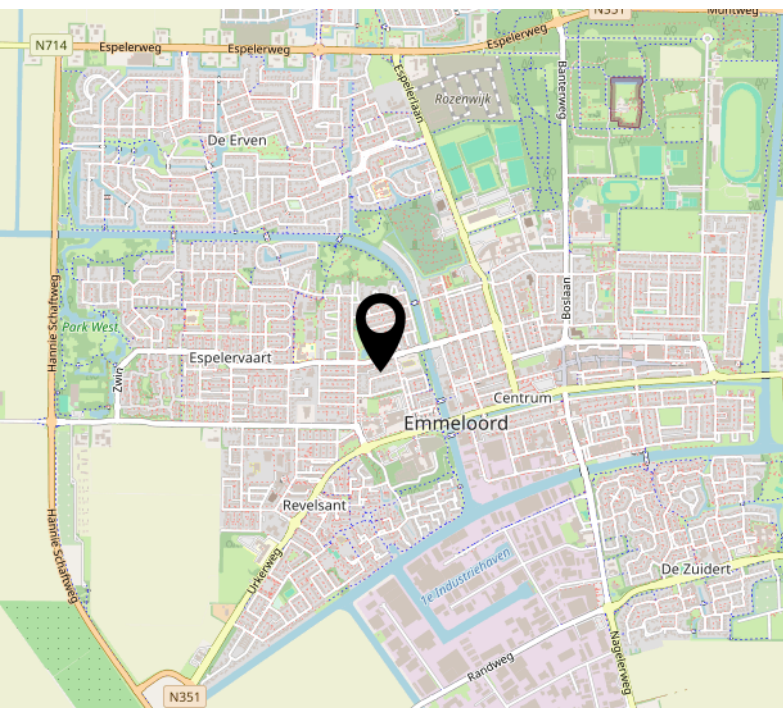 N351
Montweg
N714
Espelerweg
Espelerweg
Espelerweg
Espelerlaan
Banterweg
Rozenwijk
De Erven
Hannie Schaftweg
Park West
Boslaan
Espelervaart
Zwin
Centrum
Emmeloord
Revelsant
Hannie Schaftweg
Urkerweg
1e Industriehaven
De Zuidert
Nagelerweg
Randweg
N351